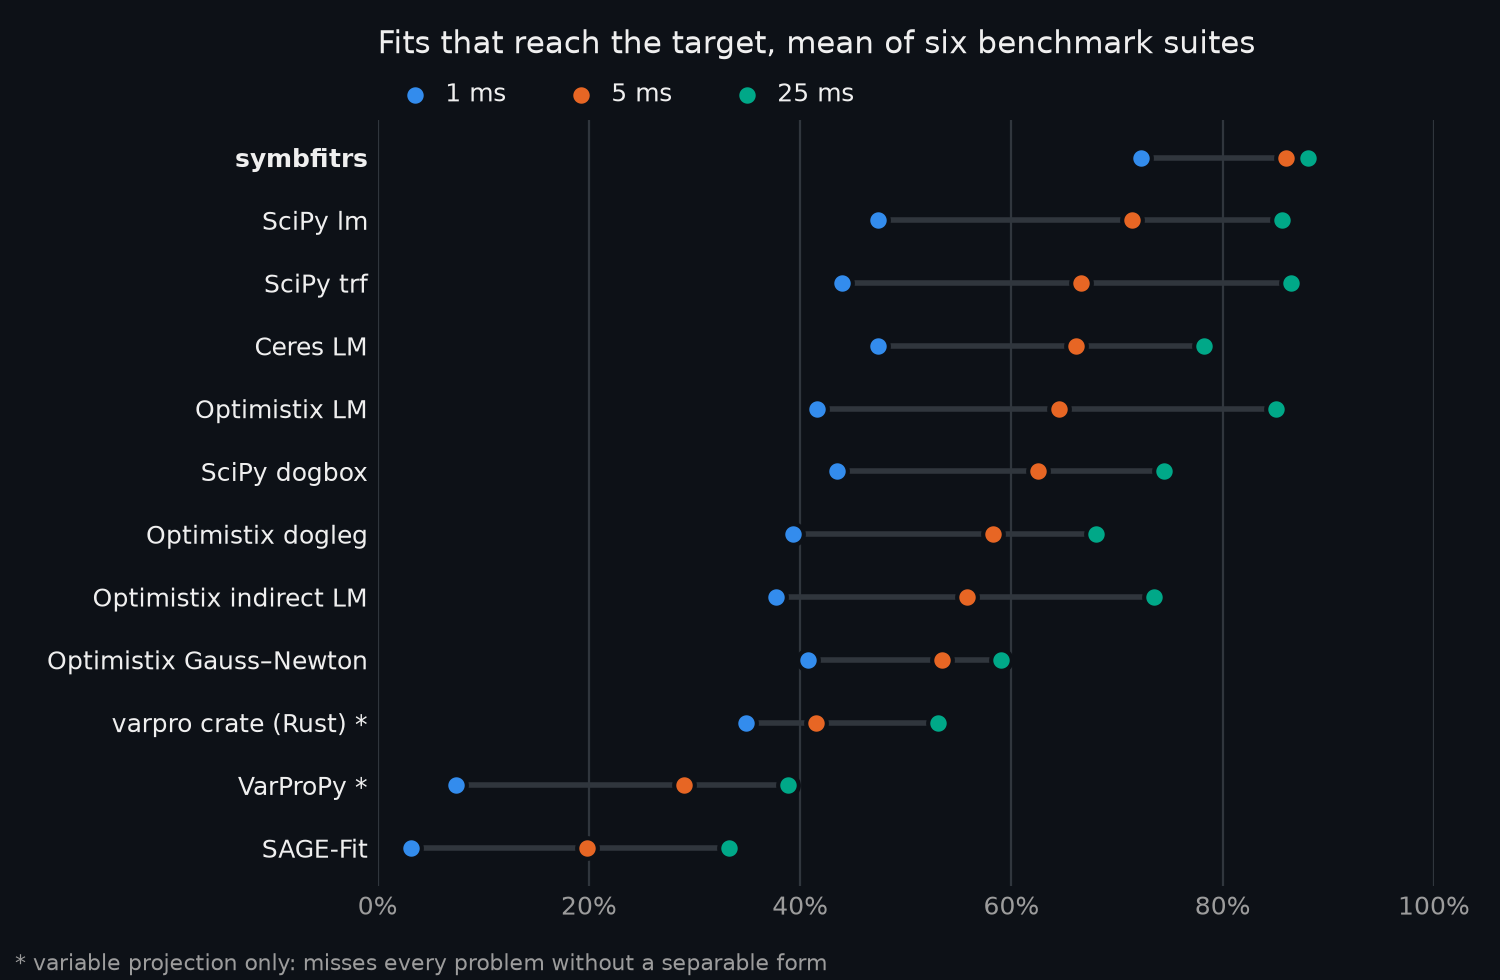 Fits that reach the target, mean of six benchmark suites
1 ms 5 ms 25 ms
symbfitrs
SciPy lm
SciPy trf
Ceres LM
Optimistix LM
SciPy dogbox
Optimistix dogleg
Optimistix indirect LM
Optimistix Gauss–Newton
varpro crate (Rust) *
VarProPy *
SAGE-Fit
0% 20% 40% 60% 80% 100%
* variable projection only: misses every problem without a separable form